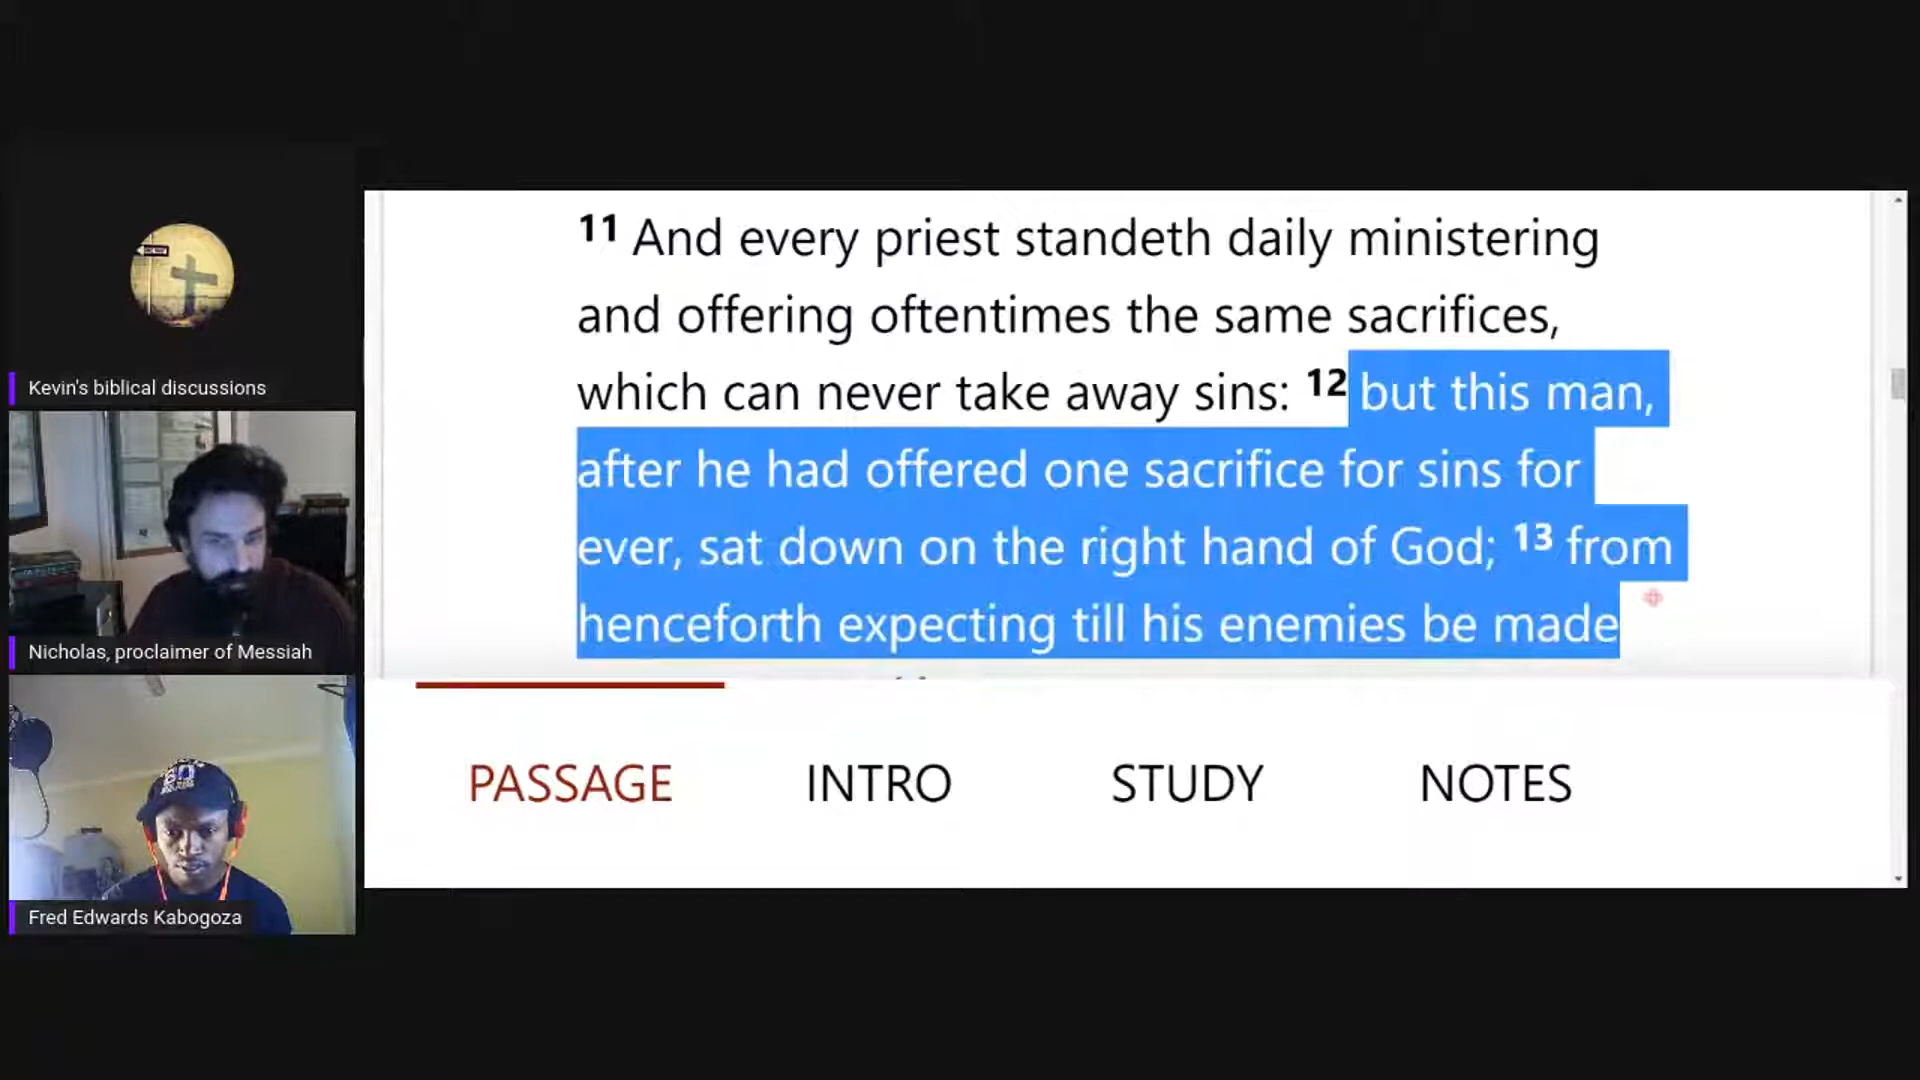 Kevin's biblical discussions
Nicholas, proclaimer of Messiah
Fred Edwards Kabogoza
11 And every priest standeth daily ministering
and offering oftentimes the same sacrifices,
which can never take away sins: 12 but this man,
after he had offered one sacrifice for sins for
ever, sat down on the right hand of God; 13 from
henceforth expecting till his enemies be made
PASSAGE INTRO STUDY NOTES